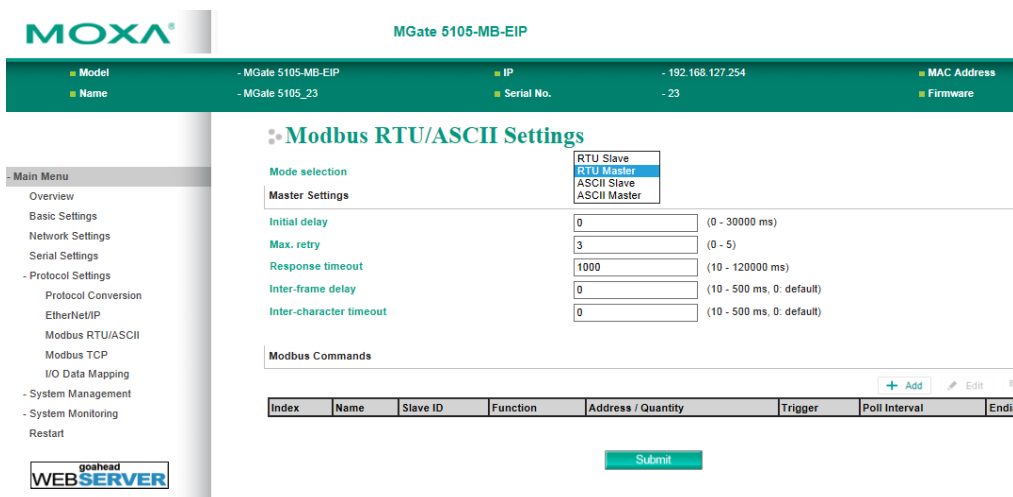 MOXA®
MGate 5105-MB-EIP
Model - MGate 5105-MB-EIP IP - 192.168.127.254 MAC Address
Name - MGate 5105_23 Serial No. - 23 Firmware
- Main Menu
Overview
Basic Settings
Network Settings
Serial Settings
- Protocol Settings
Protocol Conversion
EtherNet/IP
Modbus RTU/ASCII
Modbus TCP
I/O Data Mapping
- System Management
- System Monitoring
Restart
goahead
WEBSERVER
Modbus RTU/ASCII Settings
Mode selection
RTU Slave
RTU Master
ASCII Slave
ASCII Master
Master Settings
Initial delay 0 (0 - 30000 ms)
Max. retry 3 (0 - 5)
Response timeout 1000 (10 - 120000 ms)
Inter-frame delay 0 (10 - 500 ms, 0: default)
Inter-character timeout 0 (10 - 500 ms, 0: default)
Modbus Commands
+ Add Edit
Index Name Slave ID Function Address / Quantity Trigger Poll Interval
Submit